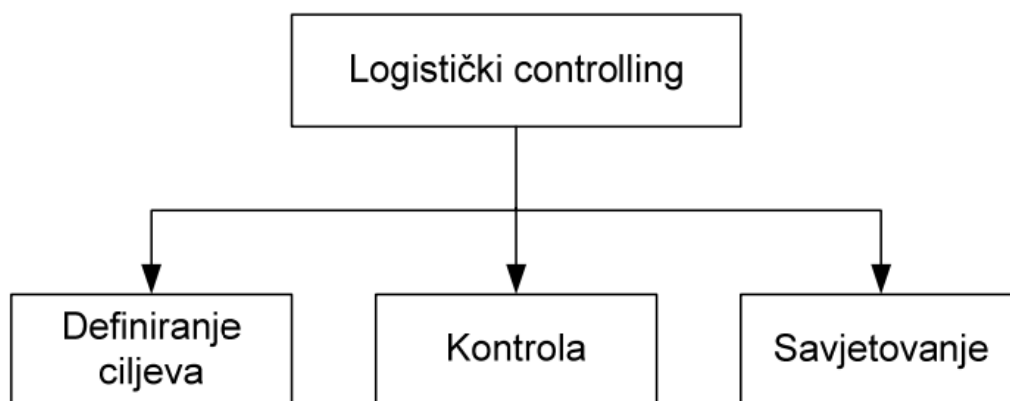 Logistički controlling
Definiranje
ciljeva
Kontrola
Savjetovanje